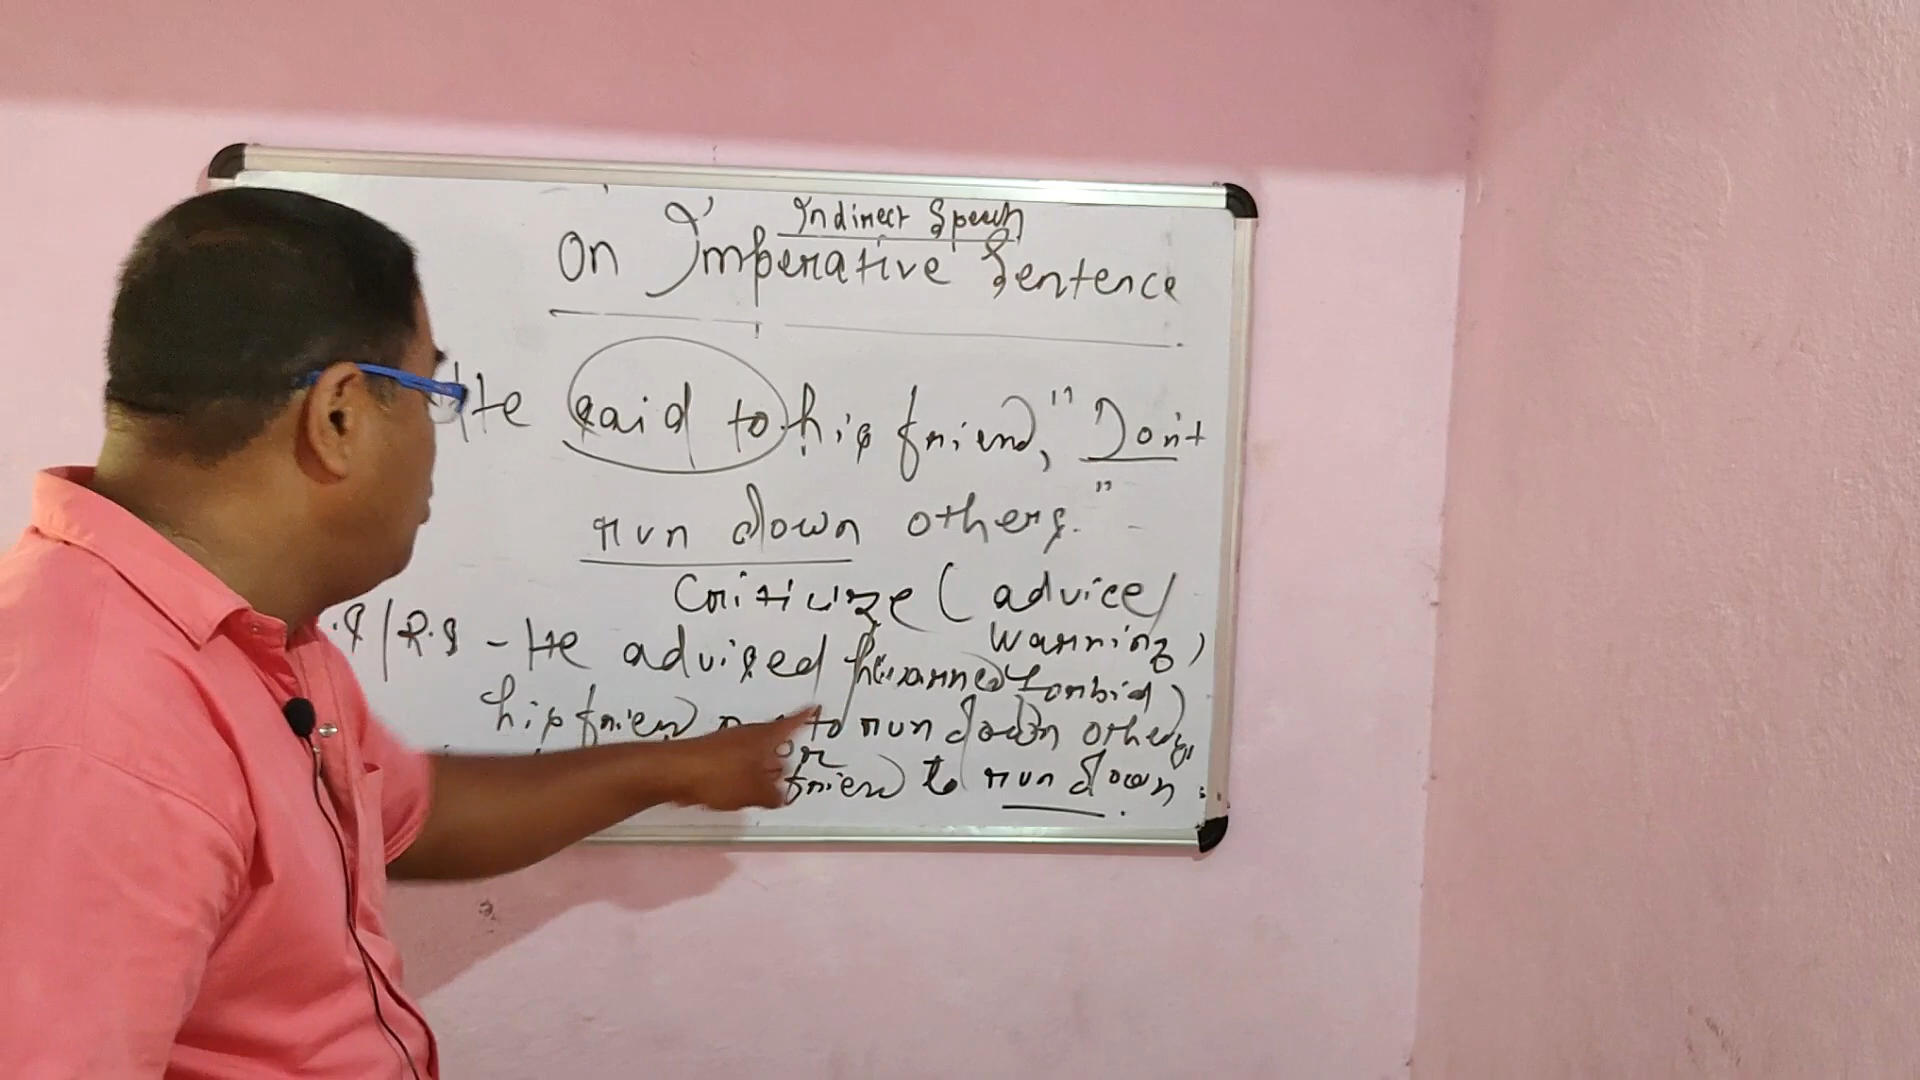 Indirect Speech
On Imperative Sentence
He said to his friend, "Don't
run down others."
Criticize (advice/
warning)
.S/R.S - He advised /warned/forbid)
his friend to run down others
or
friend to run down.